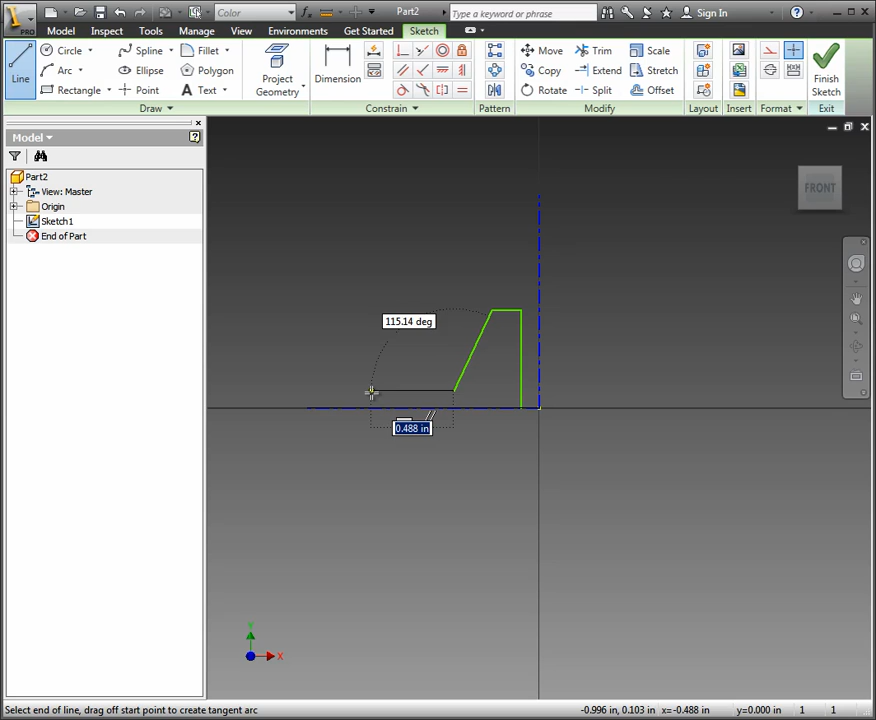 Color
Part2
Type a keyword or phrase
Sign In
PRO
Model
Inspect
Tools
Manage
View
Environments
Get Started
Sketch
Line
Circle
Arc
Rectangle
Spline
Ellipse
Point
Fillet
Polygon
Text
Project
Geometry
Dimension
Move
Copy
Rotate
Trim
Extend
Split
Scale
Stretch
Offset
Finish
Sketch
Draw
Constrain
Pattern
Modify
Layout
Insert
Format
Exit
Model
Part2
View: Master
Origin
Sketch1
End of Part
FRONT
115.14 deg
0.488 in
Y
X
Select end of line, drag off start point to create tangent arc
-0.996 in, 0.103 in x=-0.488 in y=0.000 in 1 1